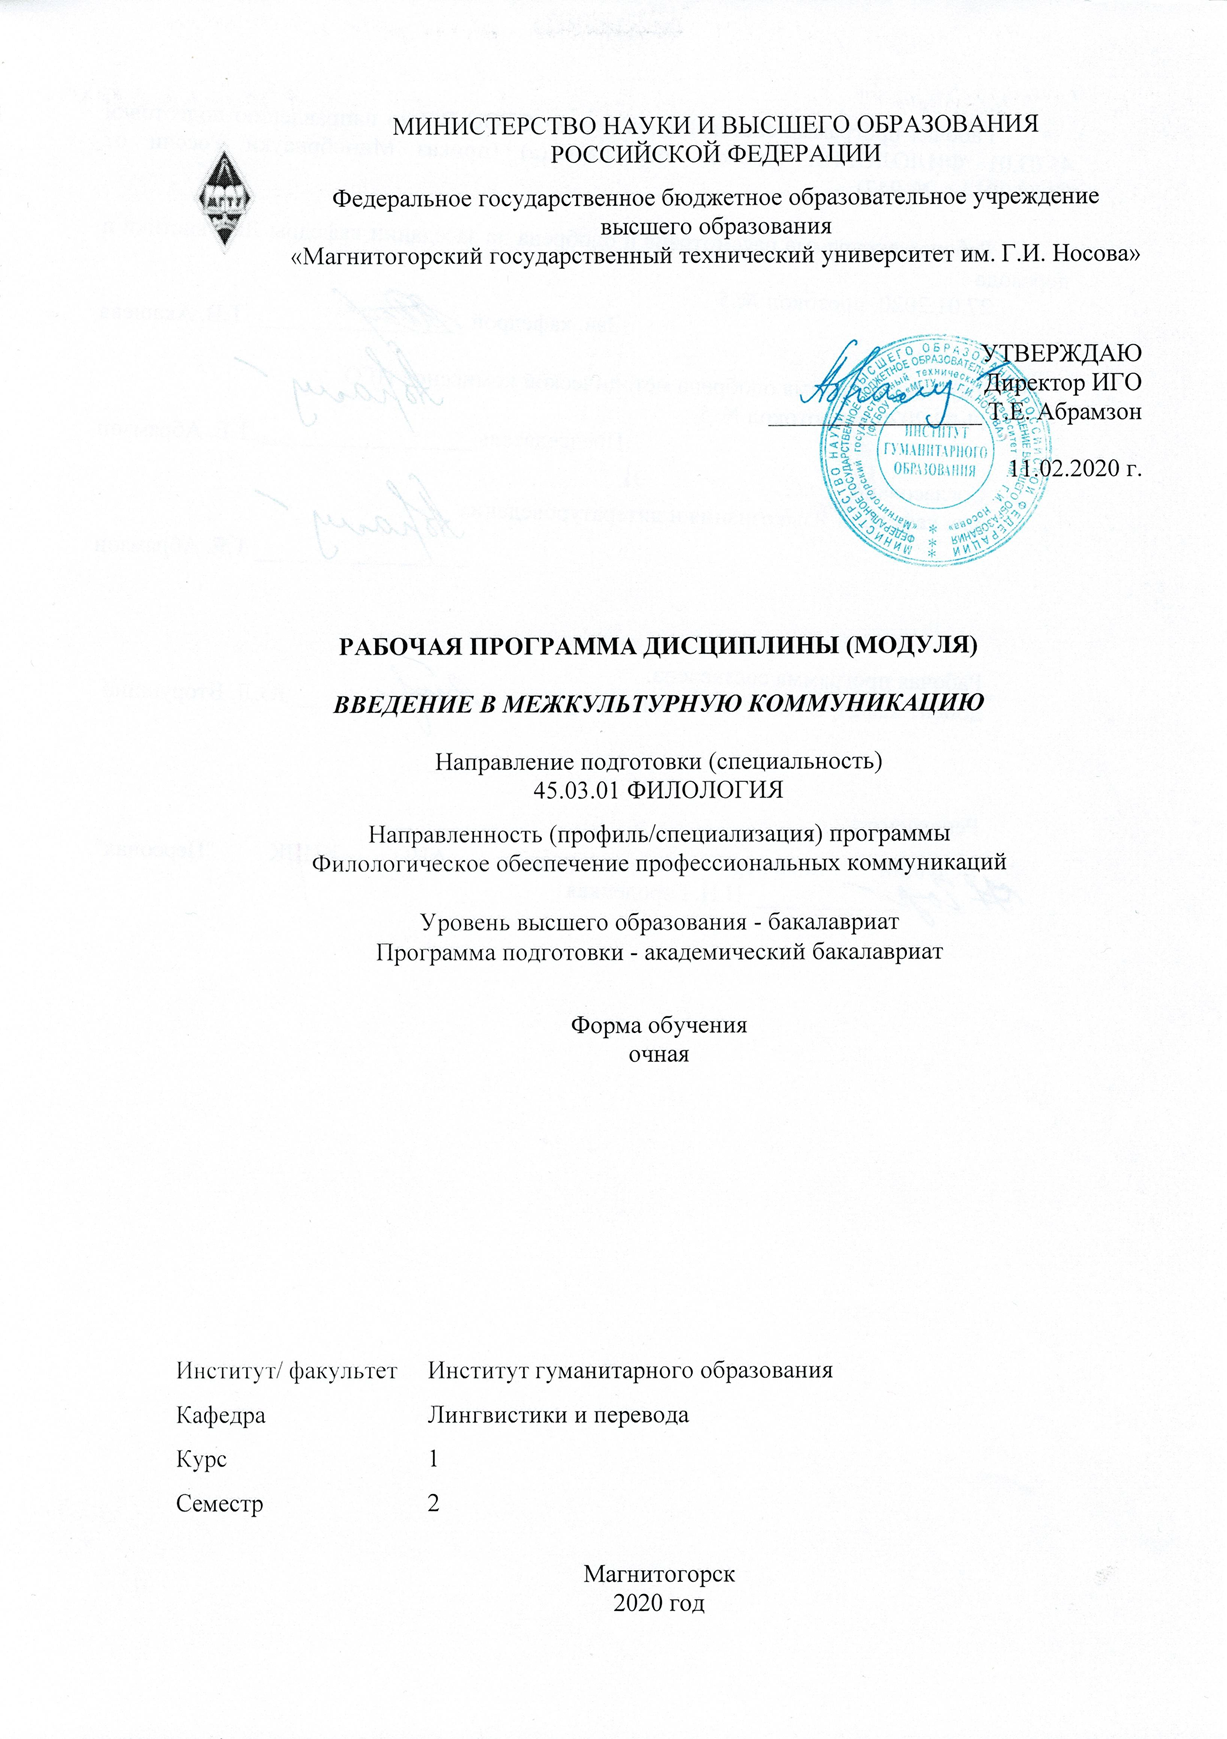 МИНИСТЕРСТВО НАУКИ И ВЫСШЕГО ОБРАЗОВАНИЯ
РОССИЙСКОЙ ФЕДЕРАЦИИ
МГТУ
Федеральное государственное бюджетное образовательное учреждение
высшего образования
«Магнитогорский государственный технический университет им. Г.И. Носова»
УТВЕРЖДАЮ
Директор ИГО
Т.Е. Абрамзон
11.02.2020 г.
ИНСТИТУТ
ГУМАНИТАРНОГО
ОБРАЗОВАНИЯ
РАБОЧАЯ ПРОГРАММА ДИСЦИПЛИНЫ (МОДУЛЯ)
ВВЕДЕНИЕ В МЕЖКУЛЬТУРНУЮ КОММУНИКАЦИЮ
Направление подготовки (специальность)
45.03.01 ФИЛОЛОГИЯ
Направленность (профиль/специализация) программы
Филологическое обеспечение профессиональных коммуникаций
Уровень высшего образования - бакалавриат
Программа подготовки - академический бакалавриат
Форма обучения
очная
Институт/ факультет Институт гуманитарного образования
Кафедра Лингвистики и перевода
Курс 1
Семестр 2
Магнитогорск
2020 год